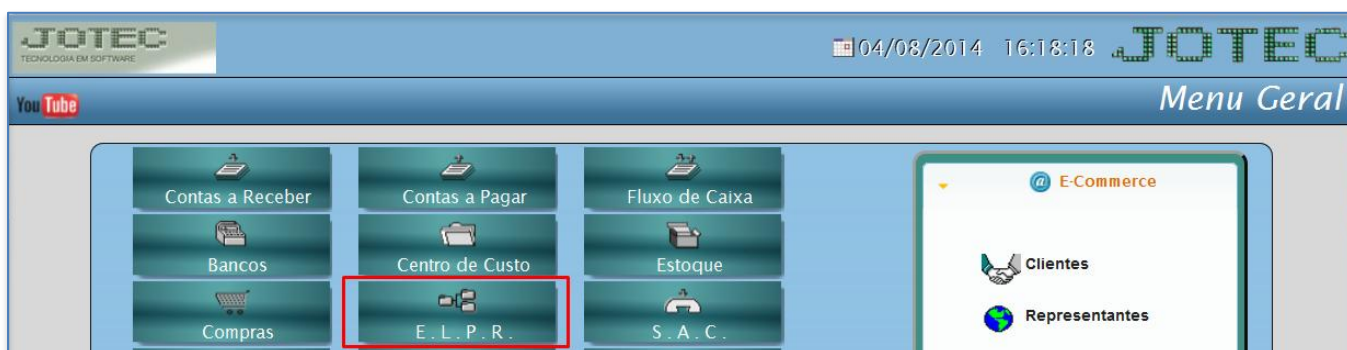 JOTEC
TECNOLOGIA EM SOFTWARE
04/08/2014 16:18:18 JOTEC
You Tube
Menu Geral
Contas a Receber
Contas a Pagar
Fluxo de Caixa
E-Commerce
Bancos
Centro de Custo
Estoque
Clientes
Compras
E.L.P.R.
S.A.C.
Representantes